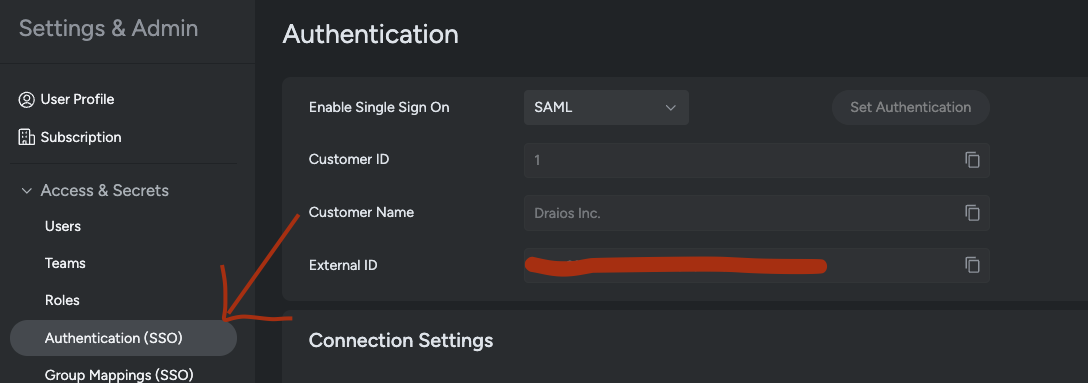 Settings & Admin
User Profile
Subscription
Access & Secrets
Users
Teams
Roles
Authentication (SSO)
Group Mappings (SSO)
Authentication
Enable Single Sign On
SAML
Set Authentication
Customer ID
1
Customer Name
Draios Inc.
External ID
Connection Settings